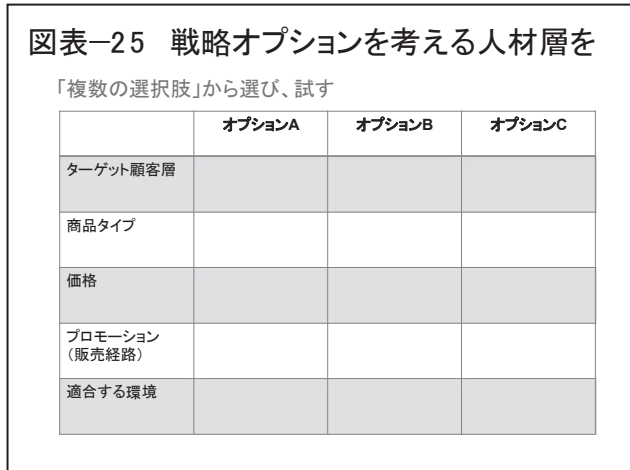 図表―25　戦略オプションを考える人材層を
「複数の選択肢」から選び、試す
オプションA　オプションB　オプションC
ターゲット顧客層
商品タイプ
価格
プロモーション
（販売経路）
適合する環境